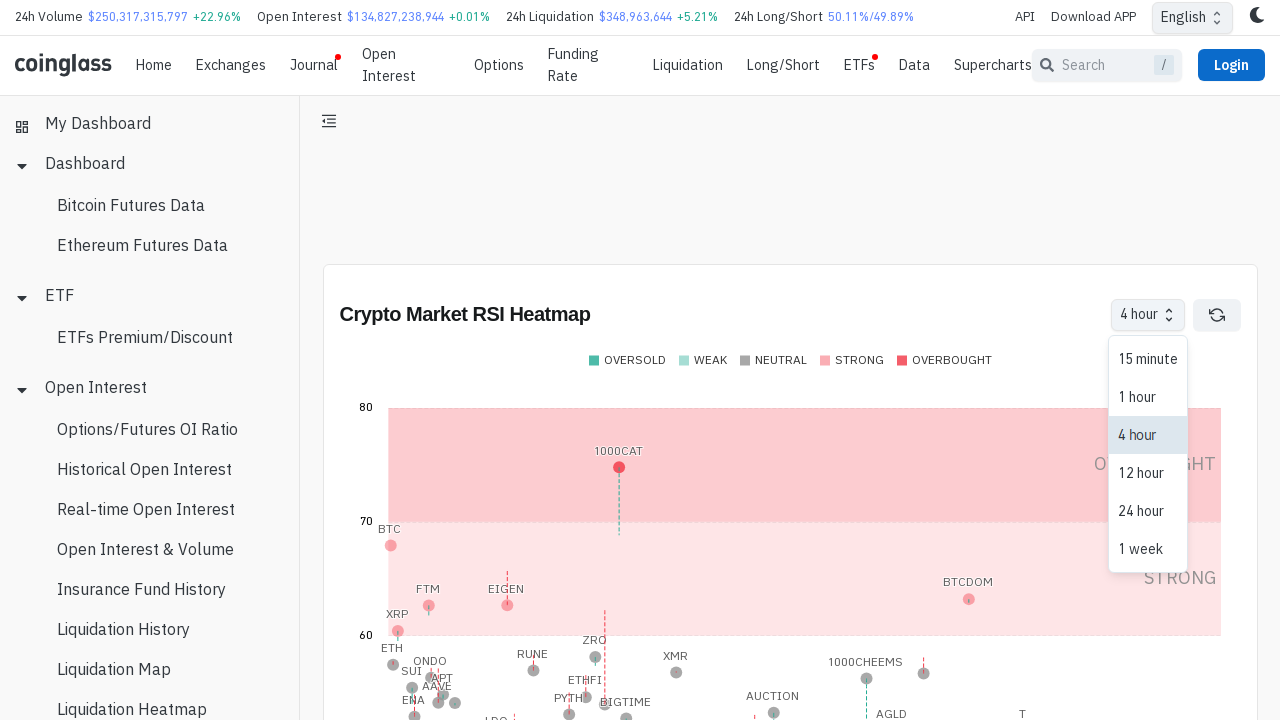 24h Volume $250,317,315,797 +22.96% Open Interest $134,827,238,944 +0.01% 24h Liquidation $348,963,644 +5.21% 24h Long/Short 50.11%/49.89% API Download APP English
coinglass Home Exchanges Journal Open Interest Options Funding Rate Liquidation Long/Short ETFs Data Supercharts Search / Login
My Dashboard
Dashboard
Bitcoin Futures Data
Ethereum Futures Data
ETF
ETFs Premium/Discount
Open Interest
Options/Futures OI Ratio
Historical Open Interest
Real-time Open Interest
Open Interest & Volume
Insurance Fund History
Liquidation History
Liquidation Map
Liquidation Heatmap
Crypto Market RSI Heatmap
4 hour
15 minute
1 hour
4 hour
12 hour
24 hour
1 week
OVERSOLD WEAK NEUTRAL STRONG OVERBOUGHT
80
1000CAT
70
BTC
STRONG
FTM EIGEN BTCDOM
XRP
60
ETH RUNE ZRO XMR
SUI ONDO 1000CHEEMS
AAVE APT ETHFI
ENA PYTH BIGTIME AUCTION
AGLD T